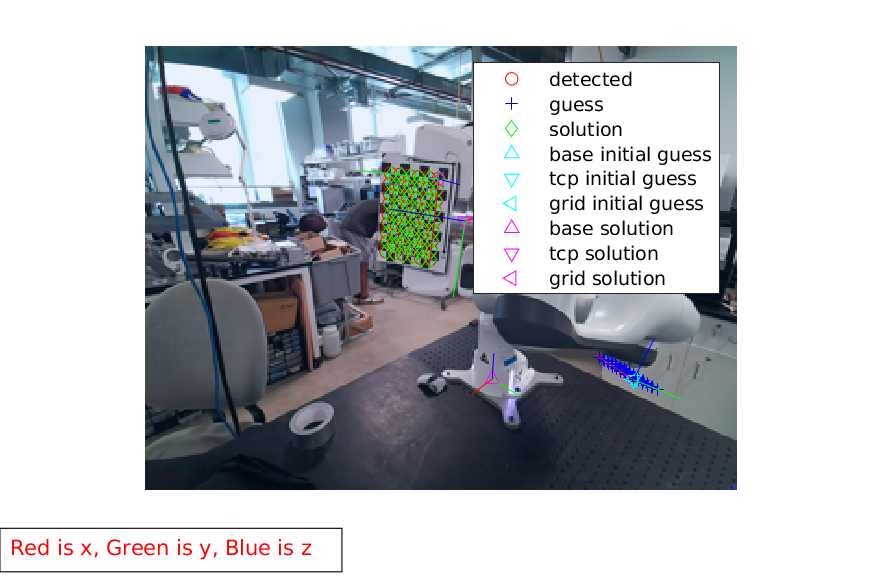 detected
guess
solution
base initial guess
tcp initial guess
grid initial guess
base solution
tcp solution
grid solution
Red is x, Green is y, Blue is z